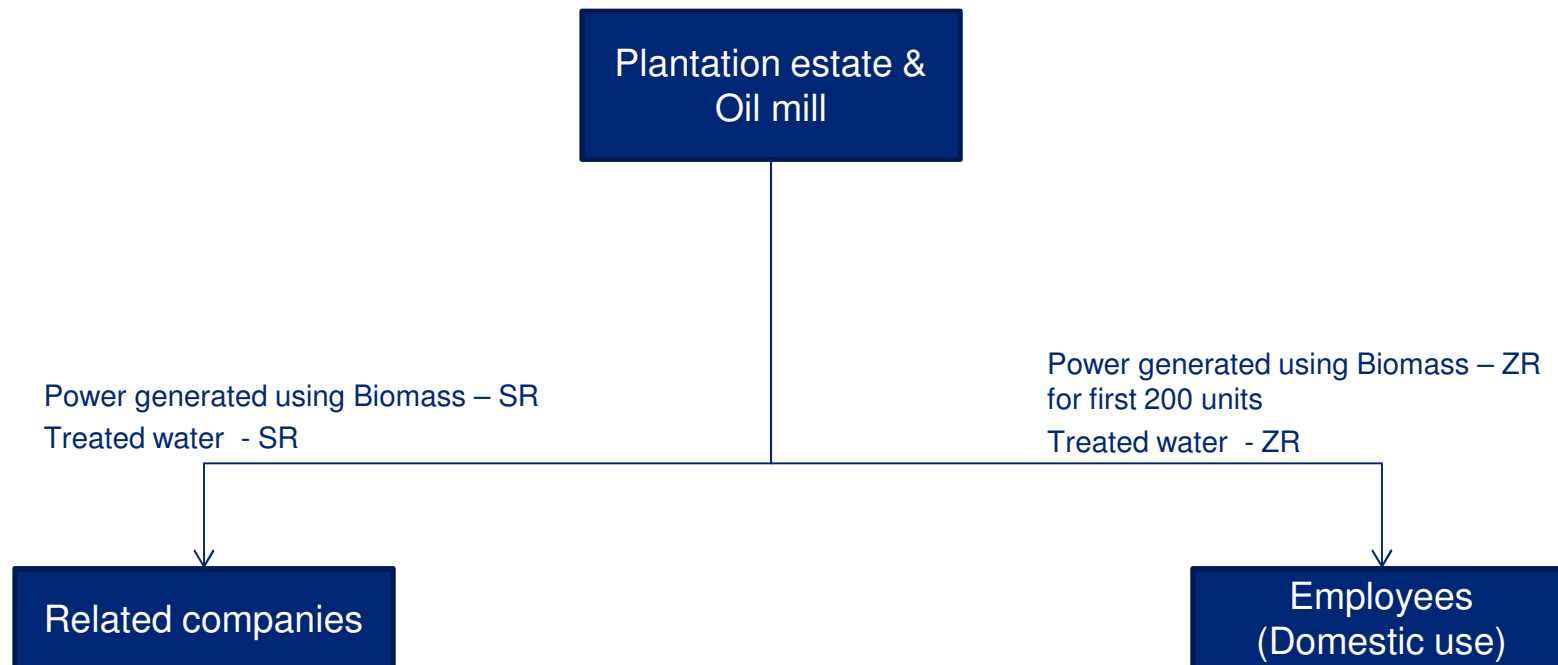 Plantation estate &
Oil mill
Power generated using Biomass – SR
Treated water - SR
Power generated using Biomass – ZR
for first 200 units
Treated water - ZR
Related companies
Employees
(Domestic use)